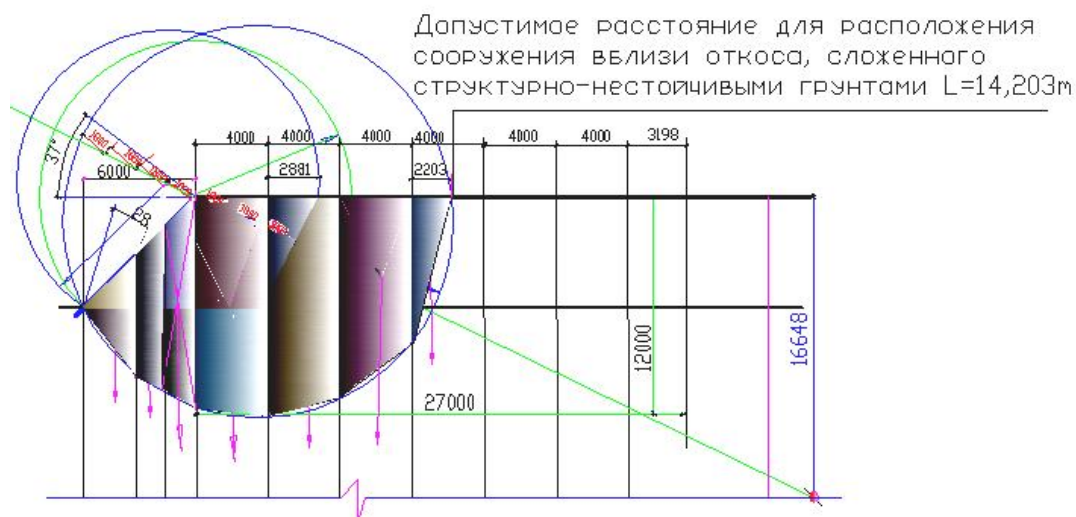 Допустимое расстояние для расположения
сооружения вблизи откоса, сложенного
структурно-нестойчивыми грунтами L=14,203m
4000 4000 4000 4000 4000 4000 3198
37°
6000
2881
2203
28
12000
16648
27000